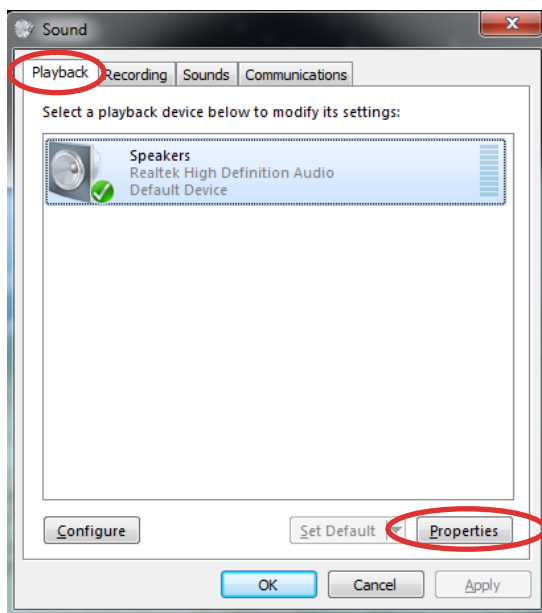 Sound
Playback Recording Sounds Communications
Select a playback device below to modify its settings:
Speakers
Realtek High Definition Audio
Default Device
Configure Set Default Properties
OK Cancel Apply